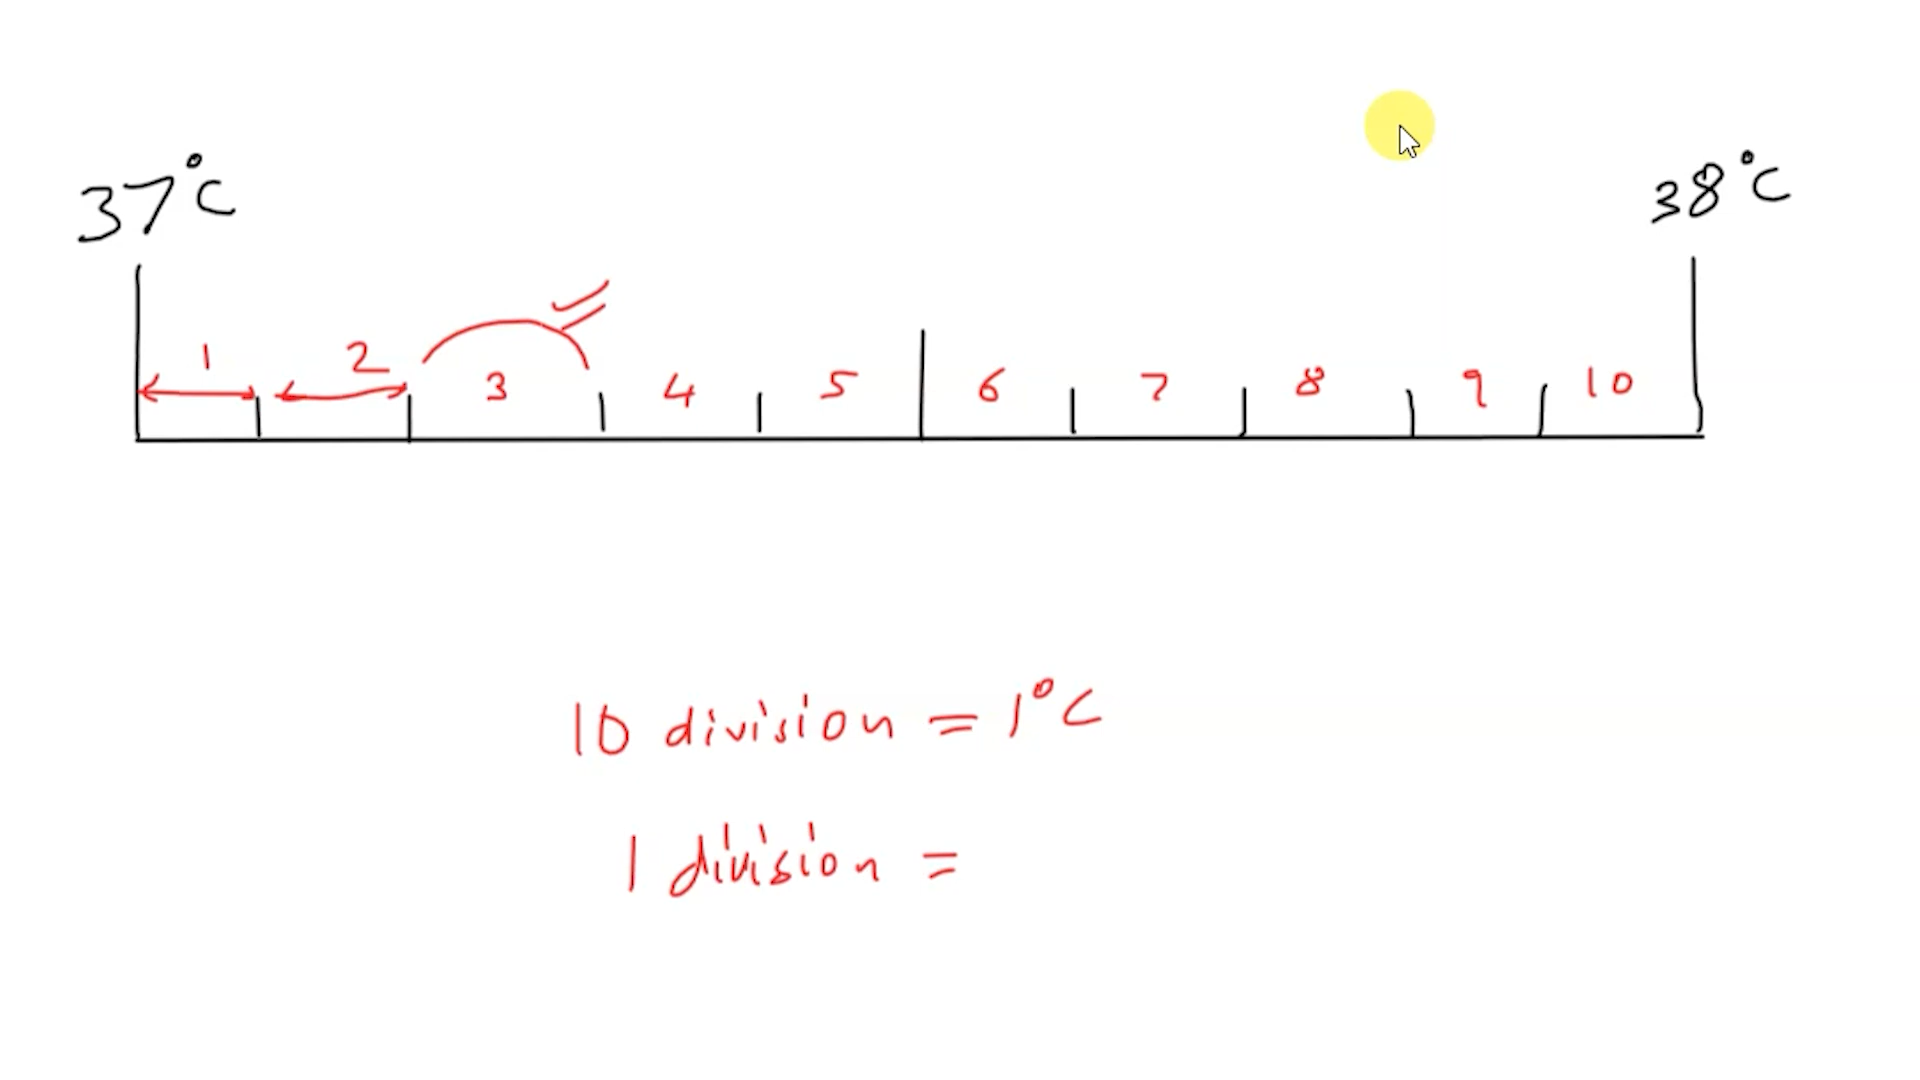 37°C 38°C
1 2 3 4 5 6 7 8 9 10
10 division = 1°C
1 division =